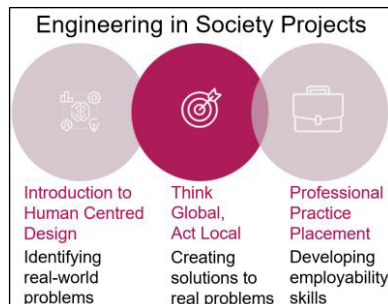 Engineering in Society Projects
Introduction to
Human Centred
Design
Identifying
real-world
problems
Think
Global,
Act Local
Creating
solutions to
real problems
Professional
Practice
Placement
Developing
employability
skills